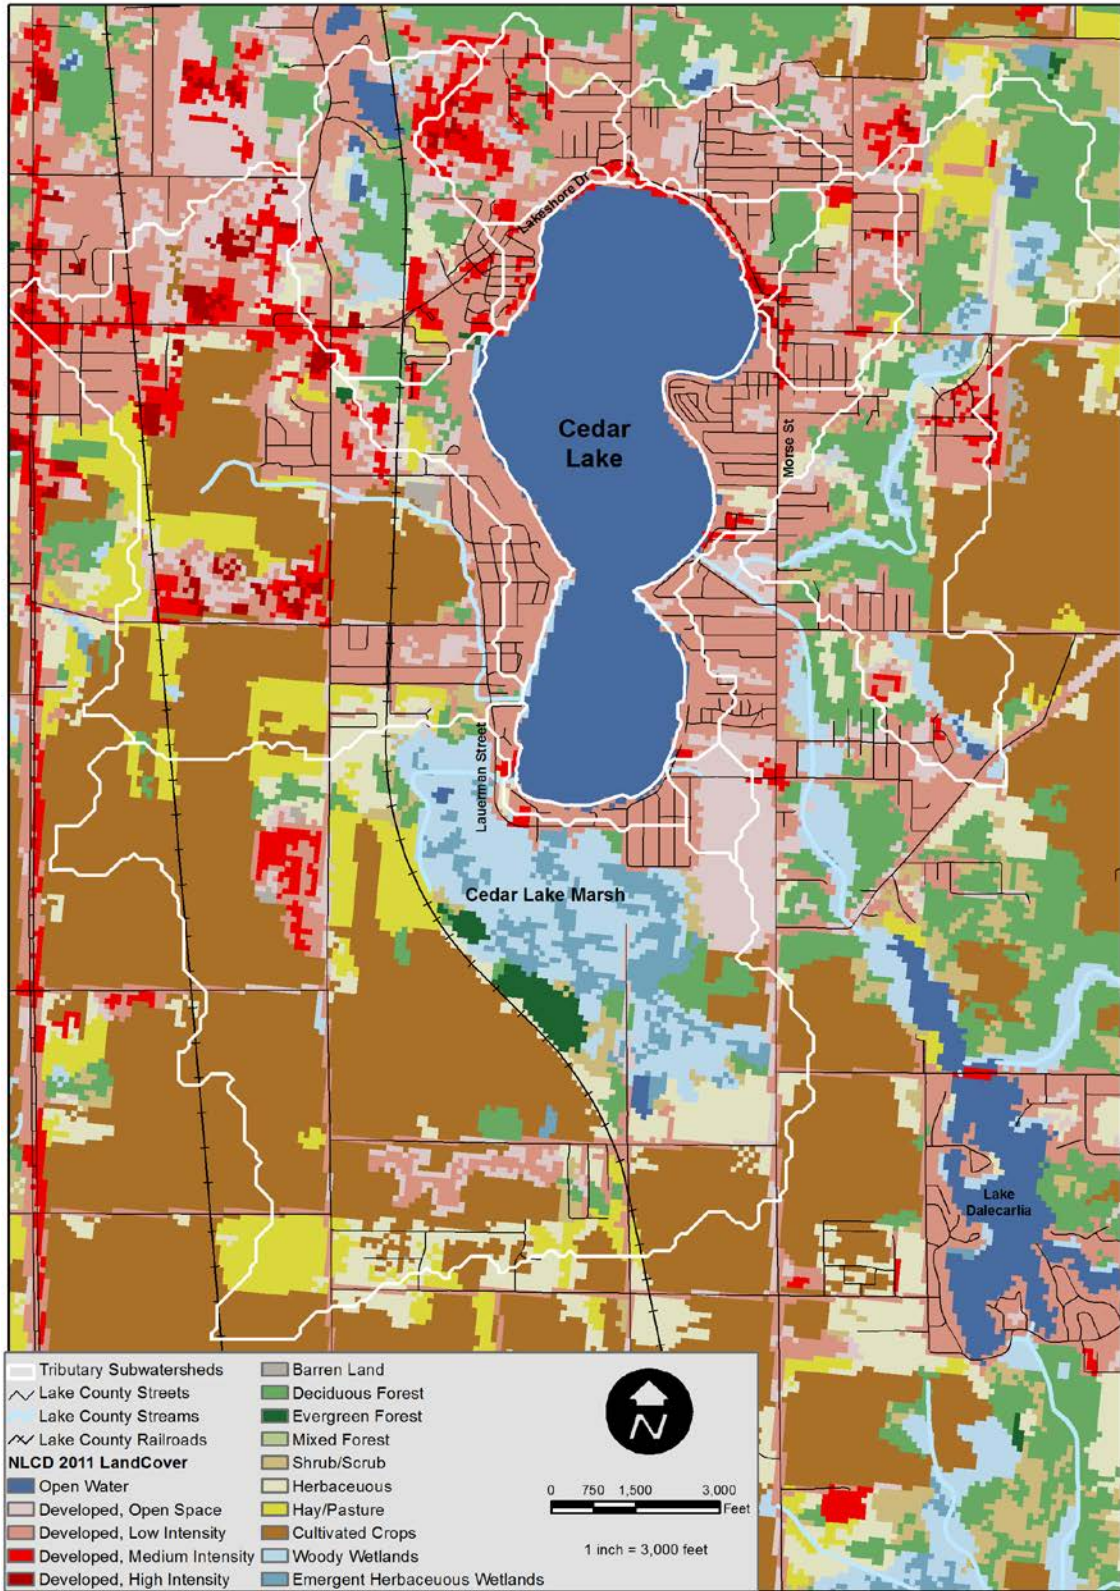 Lakeshore Dr
Cedar
Lake
Morse St
Lauerman Street
Cedar Lake Marsh
Lake
Dalecarlia
Tributary Subwatersheds
Lake County Streets
Lake County Streams
Lake County Railroads
NLCD 2011 LandCover
Open Water
Developed, Open Space
Developed, Low Intensity
Developed, Medium Intensity
Developed, High Intensity
Barren Land
Deciduous Forest
Evergreen Forest
Mixed Forest
Shrub/Scrub
Herbaceuous
Hay/Pasture
Cultivated Crops
Woody Wetlands
Emergent Herbaceuous Wetlands
N
0 750 1,500 3,000
Feet
1 inch = 3,000 feet